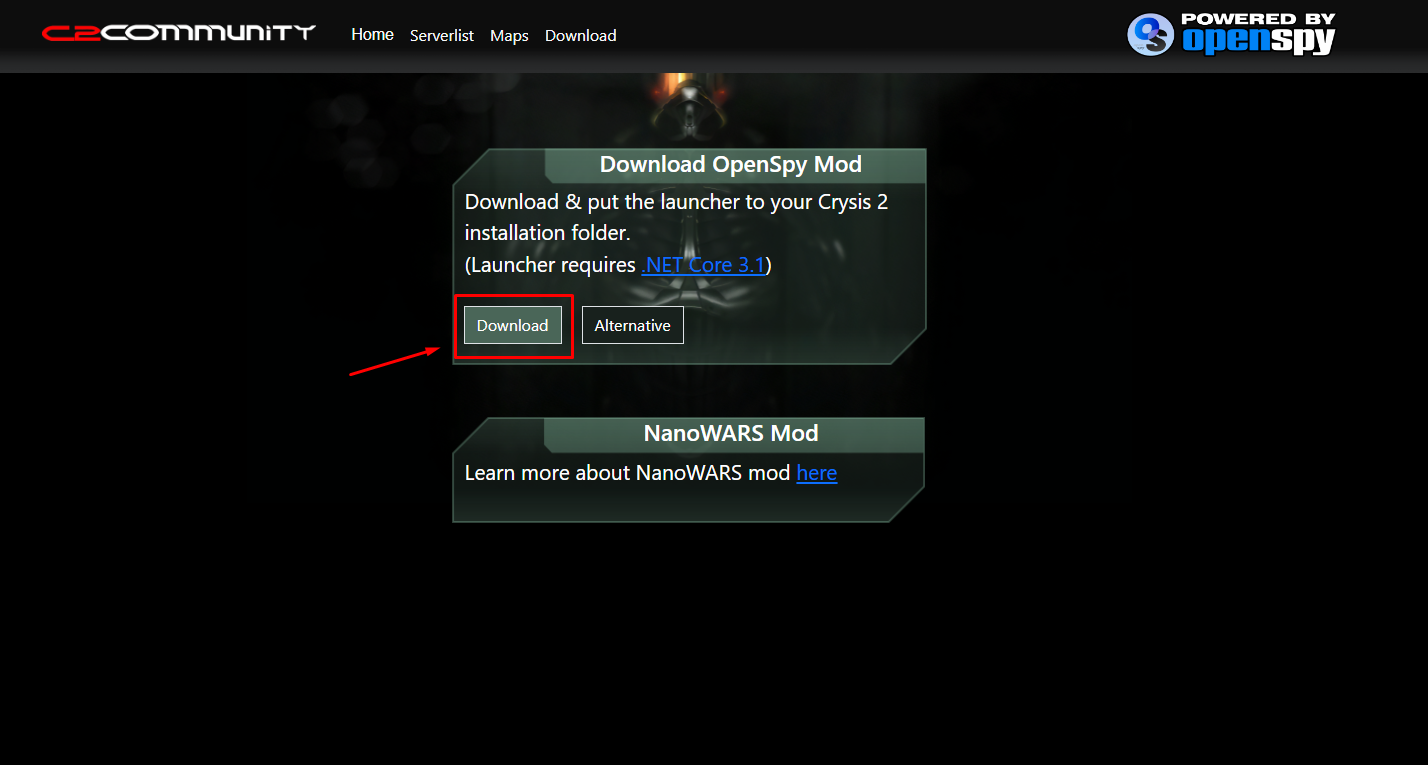 C2COMMUNITY
Home Serverlist Maps Download
POWERED BY
openspy
Download OpenSpy Mod
Download & put the launcher to your Crysis 2
installation folder.
(Launcher requires .NET Core 3.1)
Download Alternative
NanoWARS Mod
Learn more about NanoWARS mod here